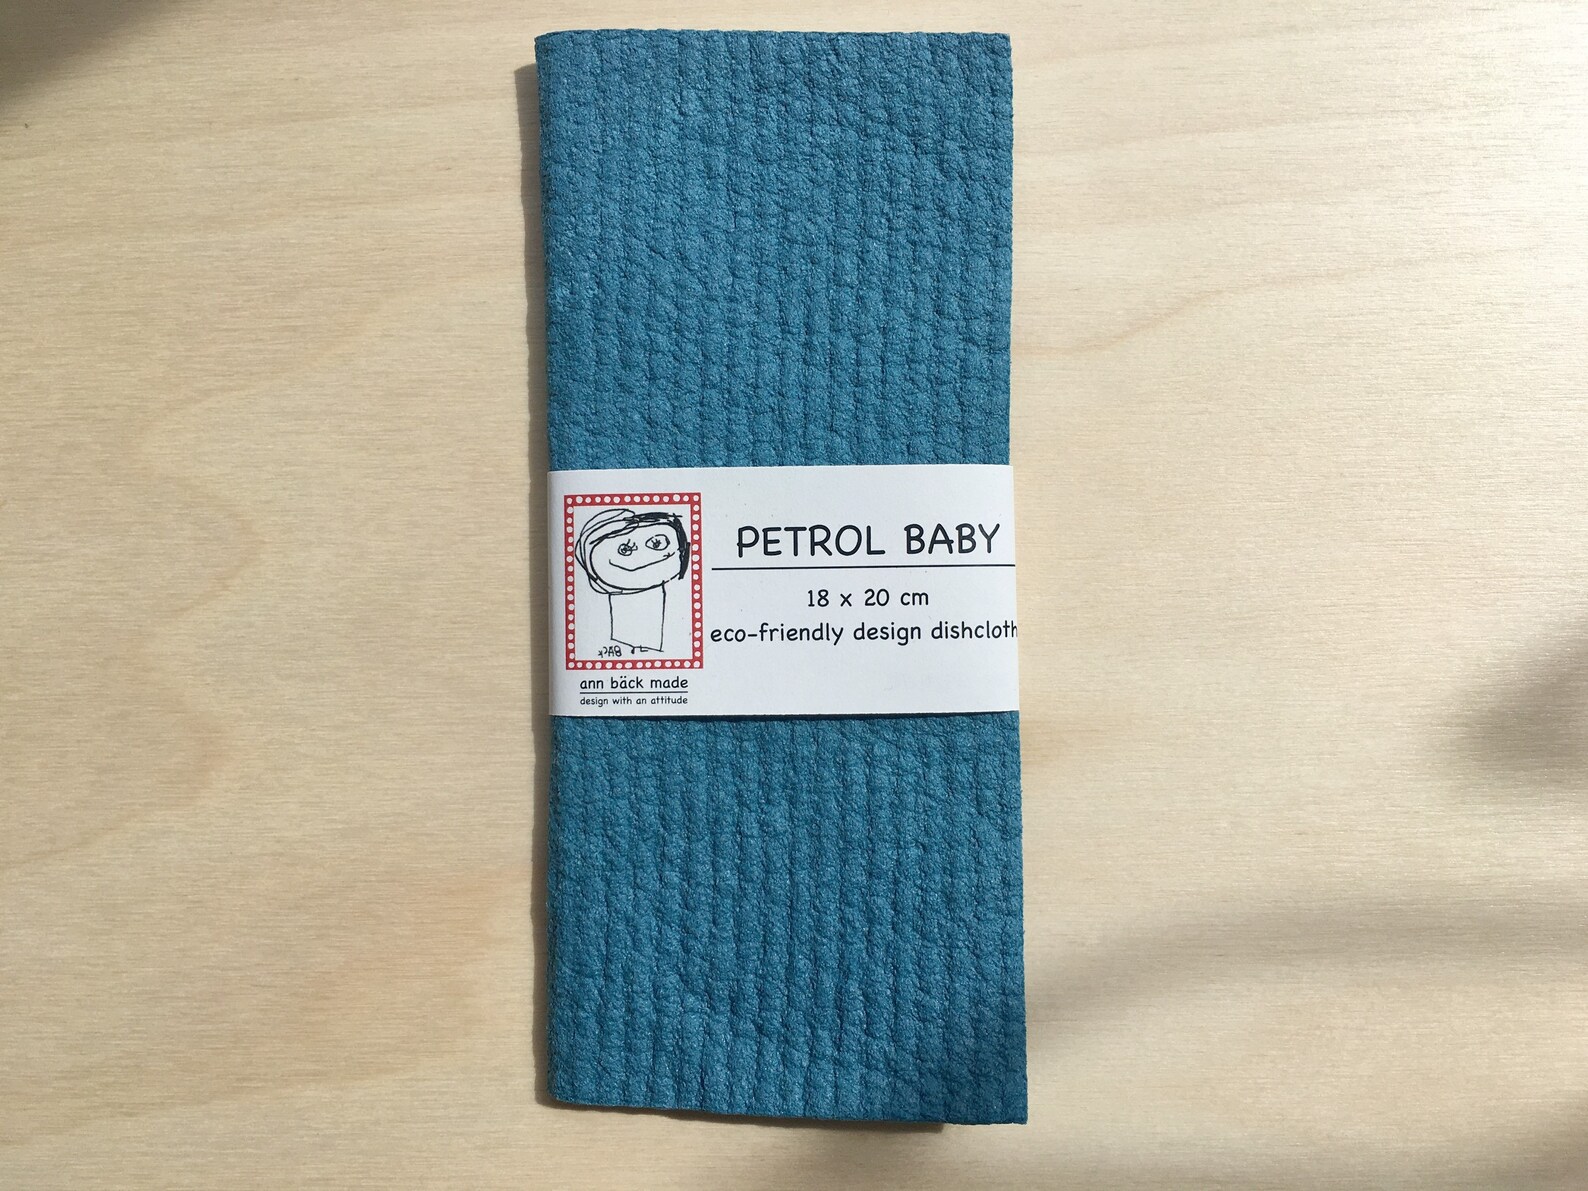 PETROL BABY
18 x 20 cm
eco-friendly design dishcloth
ann bäck made
design with an attitude